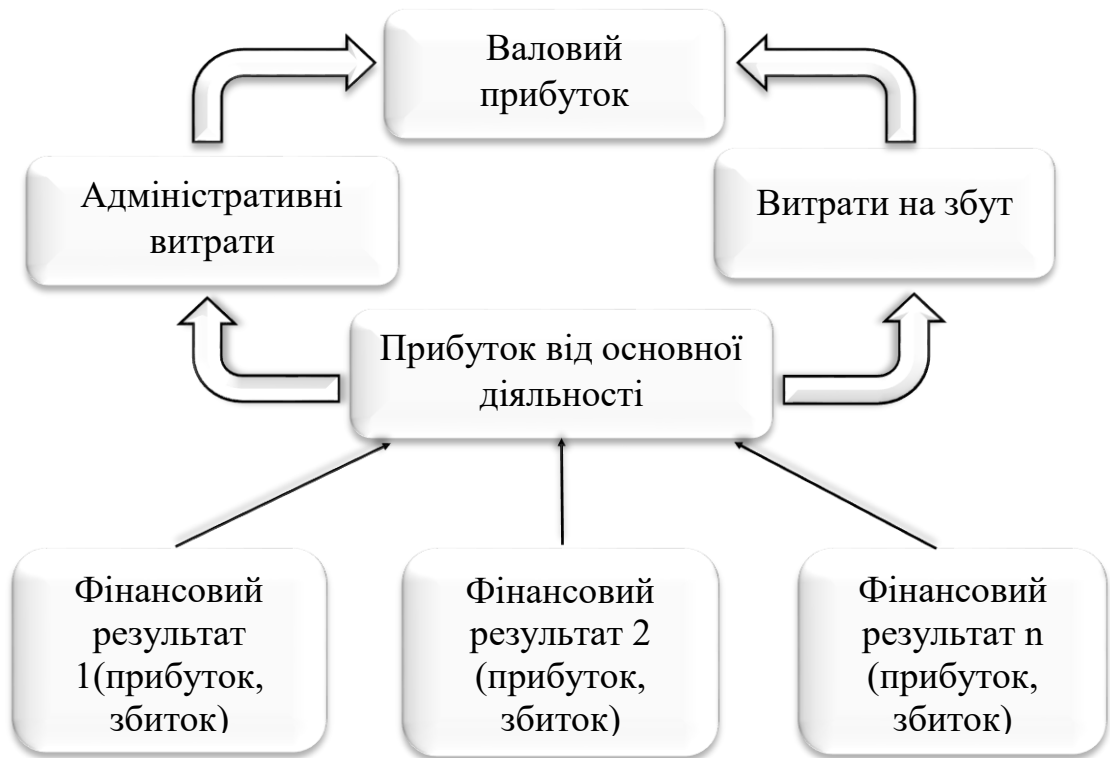 Валовий
прибуток
Адміністративні
витрати
Витрати на збут
Прибуток від основної
діяльності
Фінансовий
результат
1(прибуток,
збиток)
Фінансовий
результат 2
(прибуток,
збиток)
Фінансовий
результат n
(прибуток,
збиток)